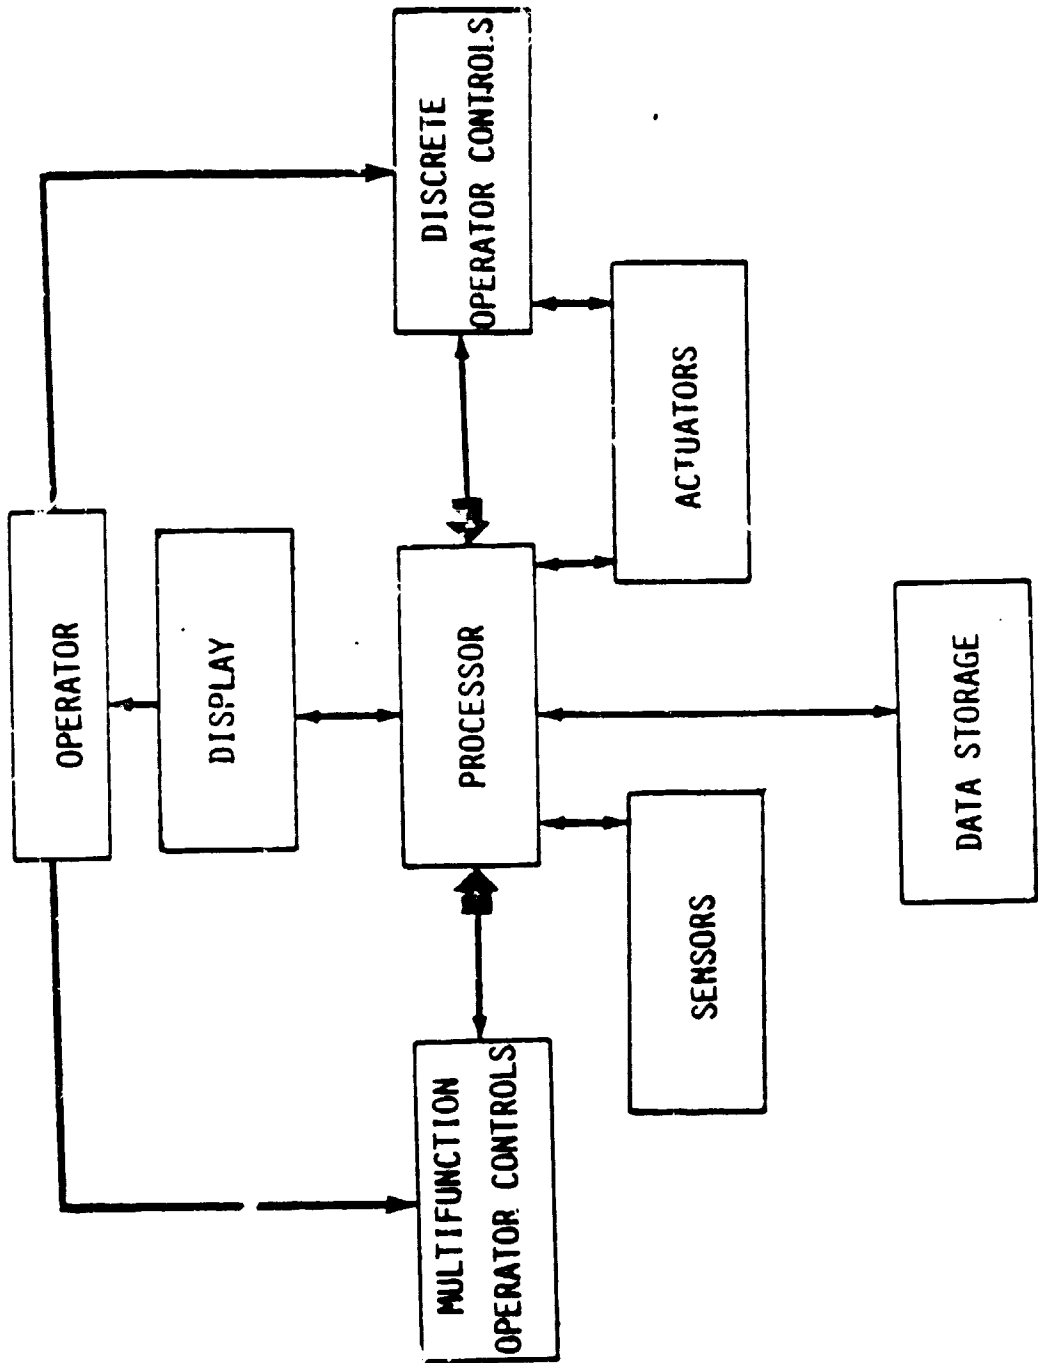 OPERATOR
DISPLAY
MULTIFUNCTION
OPERATOR CONTROLS
PROCESSOR
DISCRETE
OPERATOR CONTROLS
SENSORS
ACTUATORS
DATA STORAGE